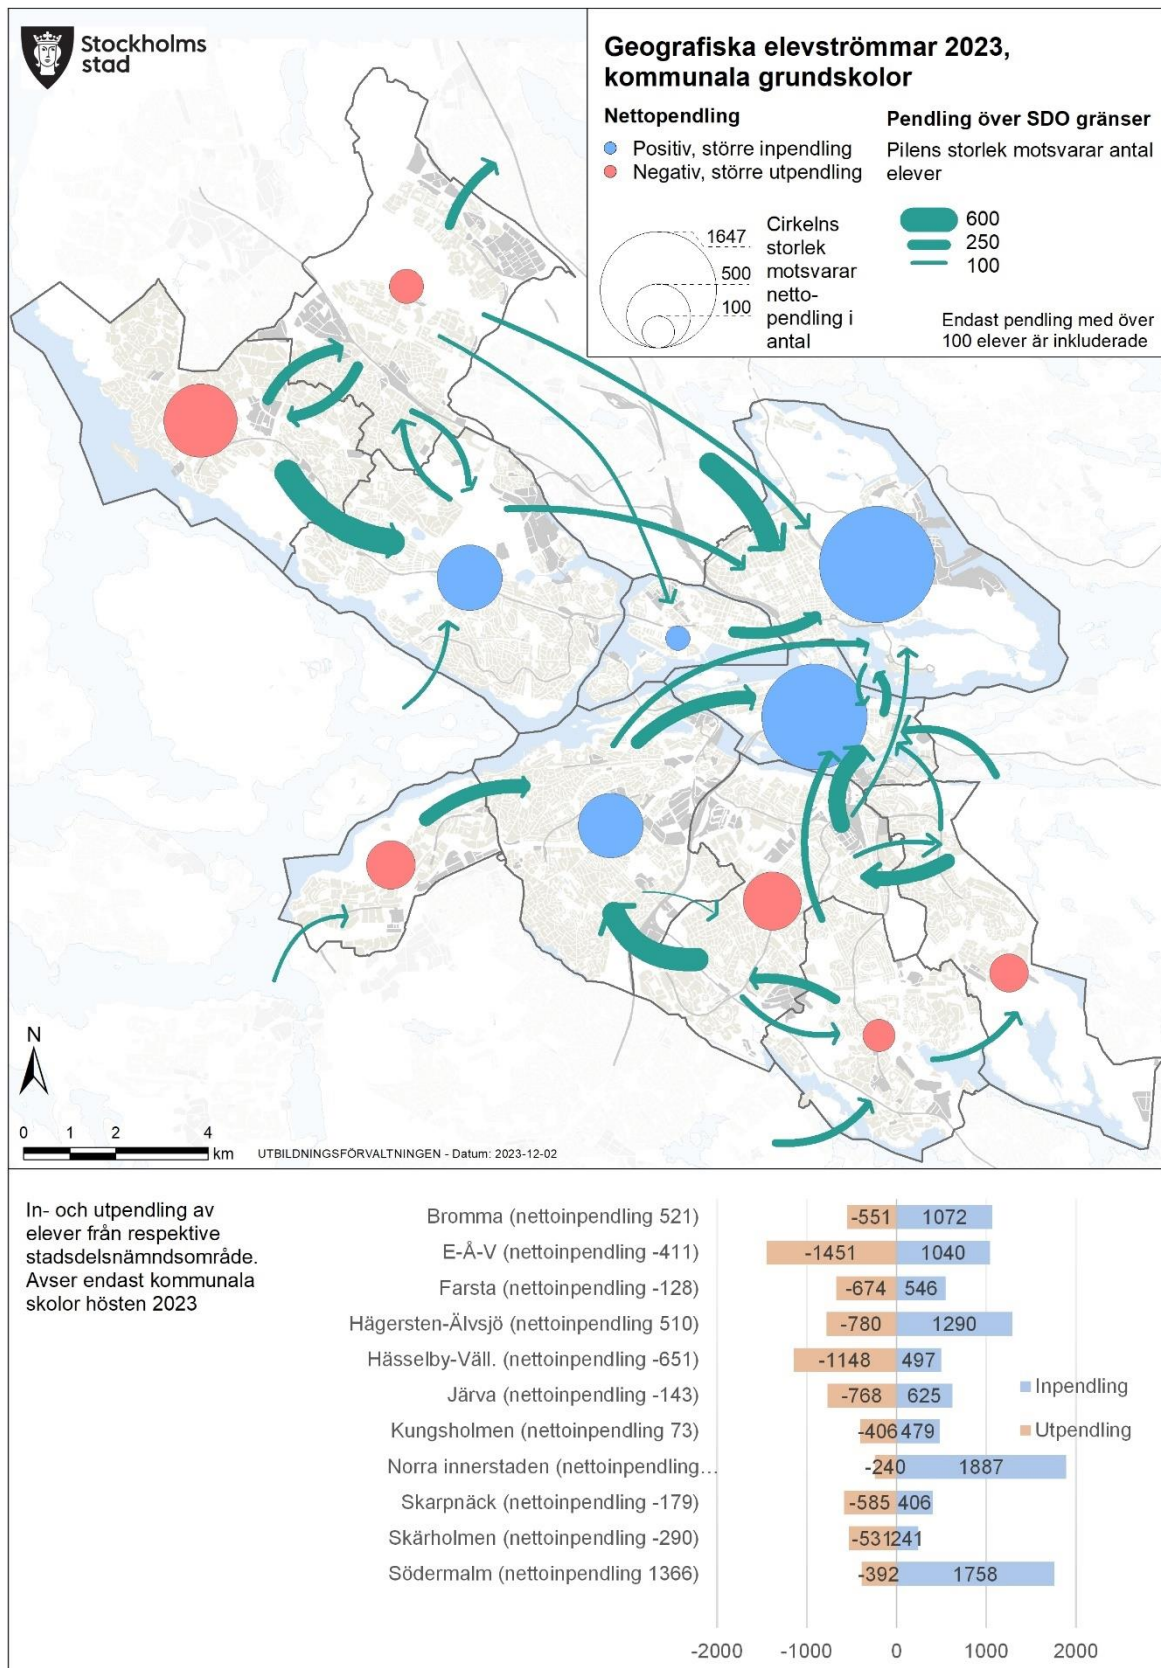 Stockholms
stad
Geografiska elevströmmar 2023,
kommunala grundskolor
Nettopendling
Positiv, större inpendling
Negativ, större utpendling
1647
500
100
Cirkelns
storlek
motsvarar
netto-
pendling i
antal
Pendling över SDO gränser
Pilens storlek motsvarar antal
elever
600
250
100
Endast pendling med över
100 elever är inkluderade
N
0 1 2 4
km
UTBILDNINGSFÖRVALTNINGEN - Datum: 2023-12-02
In- och utpendling av
elever från respektive
stadsdelsnämndsområde.
Avser endast kommunala
skolor hösten 2023
Bromma (nettoinpendling 521) -551 1072
E-Å-V (nettoinpendling -411) -1451 1040
Farsta (nettoinpendling -128) -674 546
Hägersten-Älvsjö (nettoinpendling 510) -780 1290
Hässelby-Väll. (nettoinpendling -651) -1148 497
Järva (nettoinpendling -143) -768 625
Kungsholmen (nettoinpendling 73) -406 479
Norra innerstaden (nettoinpendling… -240 1887
Skarpnäck (nettoinpendling -179) -585 406
Skärholmen (nettoinpendling -290) -531 241
Södermalm (nettoinpendling 1366) -392 1758
Inpendling
Utpendling
-2000 -1000 0 1000 2000